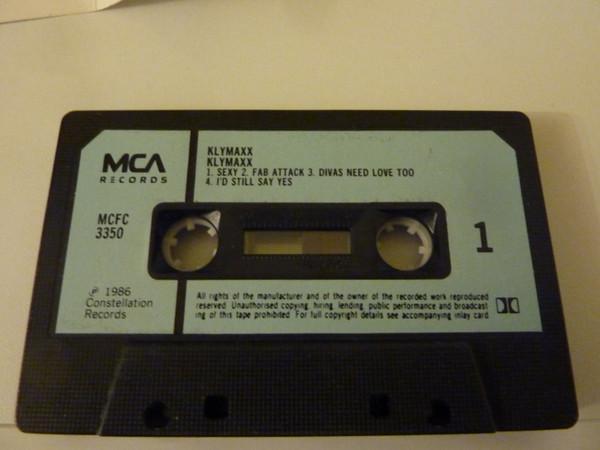 MCA
RECORDS
MCFC
3350
℗ 1986
Constellation
Records
KLYMAXX
KLYMAXX
1. SEXY 2. FAB ATTACK 3. DIVAS NEED LOVE TOO
4. I'D STILL SAY YES
1
All rights of the manufacturer and of the owner of the recorded work reproduced
reserved. Unauthorised copying, hiring, lending, public performance and broadcast
ing of this tape prohibited. For full copyright details see accompanying inlay card